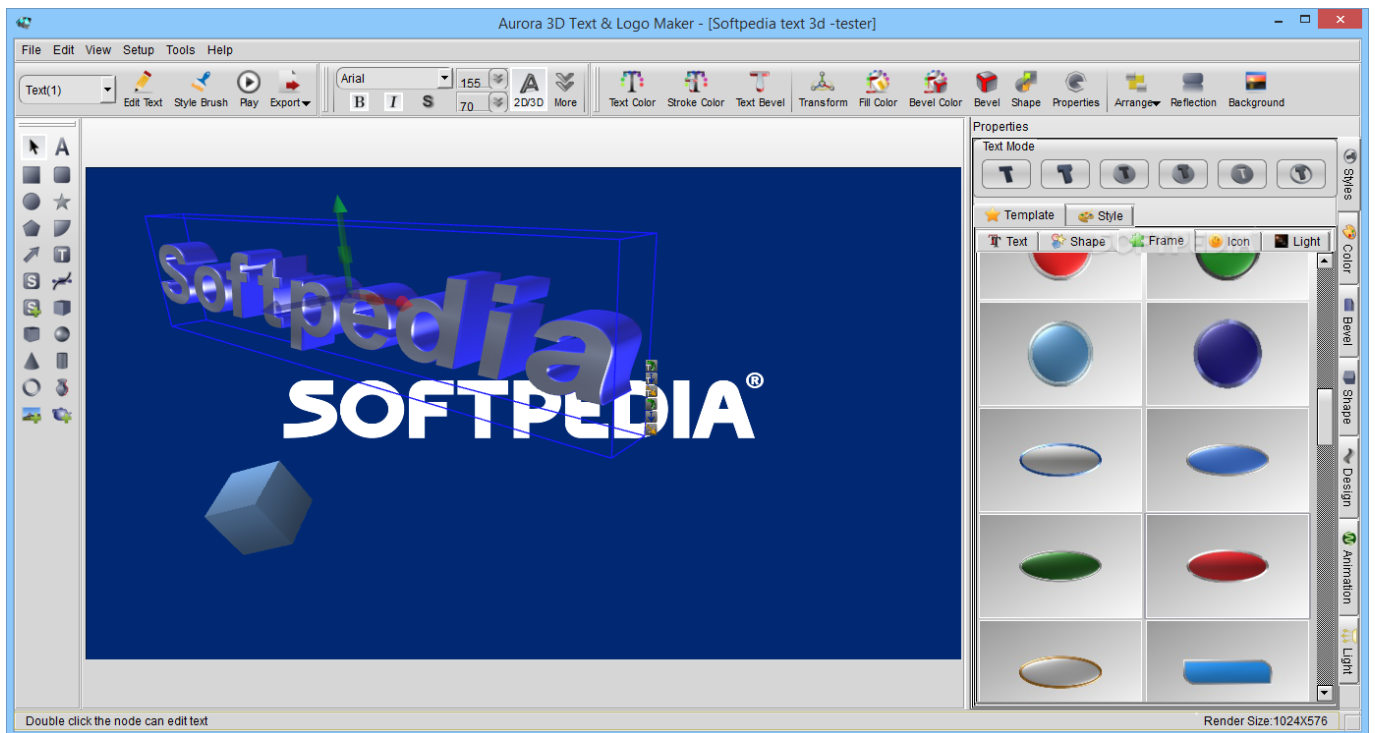 Aurora 3D Text & Logo Maker - [Softpedia text 3d -tester]
File Edit View Setup Tools Help
Text(1) Edit Text Style Brush Play Export Arial 155 70 B I S 2D/3D More Text Color Stroke Color Text Bevel Transform Fill Color Bevel Color Bevel Shape Properties Arrange Reflection Background
Properties
Text Mode
Template Style
Text Shape Frame Icon Light
Styles
Color
Bevel
Shape
Design
Animation
Light
Softpedia
SOFTPEDIA®
Double click the node can edit text
Render Size:1024X576